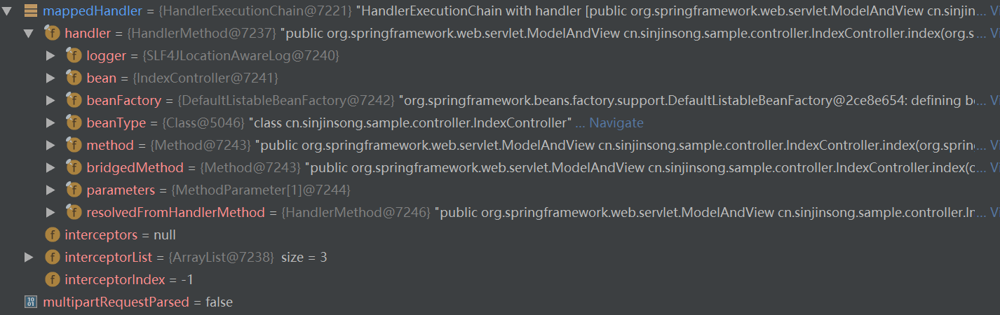 mappedHandler = {HandlerExecutionChain@7221} "HandlerExecutionChain with handler [public org.springframework.web.servlet.ModelAndView cn.sinjin... V
f handler = {HandlerMethod@7237} "public org.springframework.web.servlet.ModelAndView cn.sinjinsong.sample.controller.IndexController.index(org.s... V
f logger = {SLF4JLocationAwareLog@7240}
f bean = {IndexController@7241}
f beanFactory = {DefaultListableBeanFactory@7242} "org.springframework.beans.factory.support.DefaultListableBeanFactory@2ce8e654: defining be... V
f beanType = {Class@5046} "class cn.sinjinsong.sample.controller.IndexController" ... Navigate
f method = {Method@7243} "public org.springframework.web.servlet.ModelAndView cn.sinjinsong.sample.controller.IndexController.index(org.sprin... V
f bridgedMethod = {Method@7243} "public org.springframework.web.servlet.ModelAndView cn.sinjinsong.sample.controller.IndexController.index(o... V
f parameters = {MethodParameter[1]@7244}
f resolvedFromHandlerMethod = {HandlerMethod@7246} "public org.springframework.web.servlet.ModelAndView cn.sinjinsong.sample.controller.In... V
f interceptors = null
f interceptorList = {ArrayList@7238} size = 3
f interceptorIndex = -1
multipartRequestParsed = false